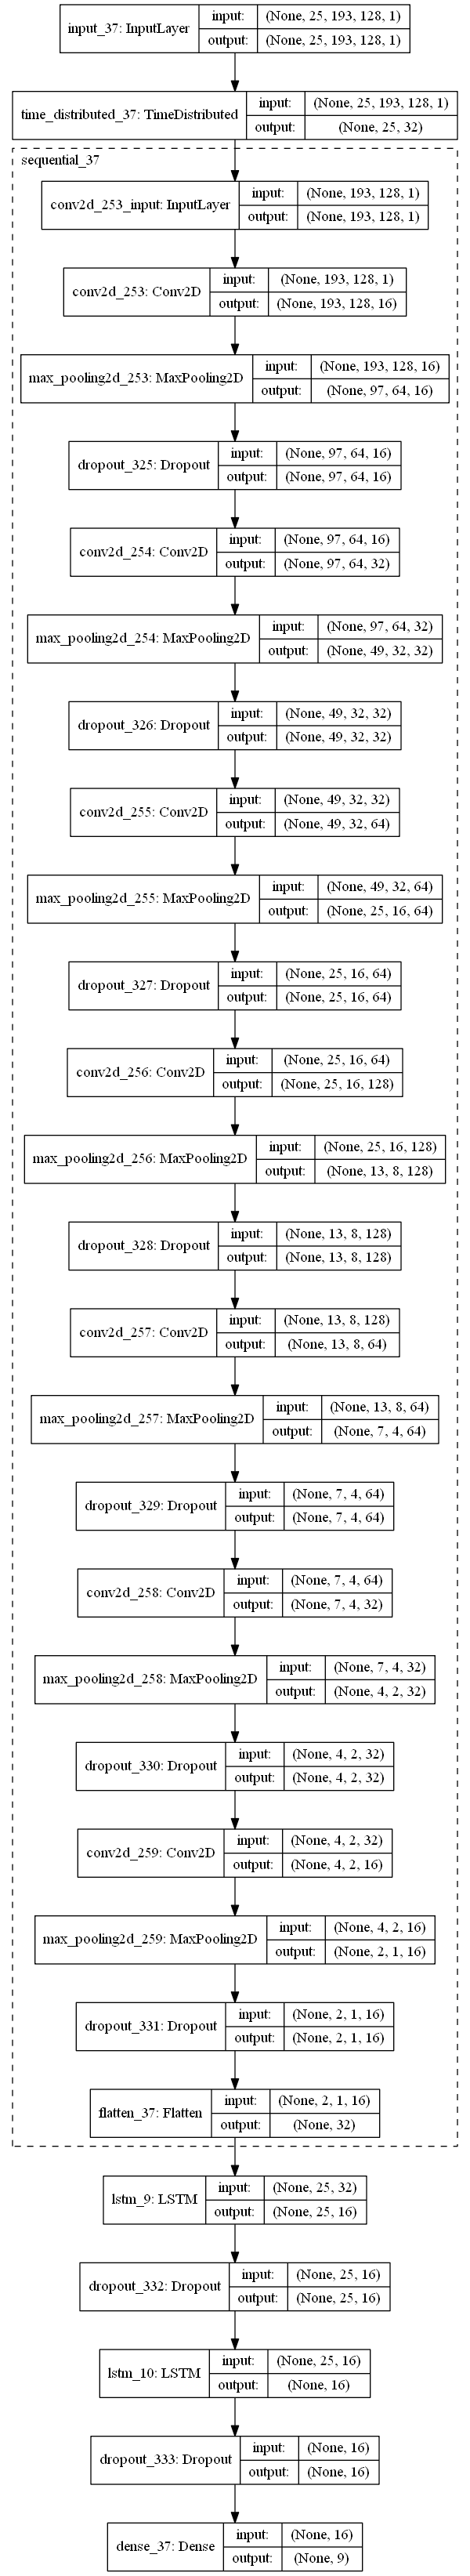 input_37: InputLayer
input: (None, 25, 193, 128, 1)
output: (None, 25, 193, 128, 1)
time_distributed_37: TimeDistributed
input: (None, 25, 193, 128, 1)
output: (None, 25, 32)
sequential_37
conv2d_253_input: InputLayer
input: (None, 193, 128, 1)
output: (None, 193, 128, 1)
conv2d_253: Conv2D
input: (None, 193, 128, 1)
output: (None, 193, 128, 16)
max_pooling2d_253: MaxPooling2D
input: (None, 193, 128, 16)
output: (None, 97, 64, 16)
dropout_325: Dropout
input: (None, 97, 64, 16)
output: (None, 97, 64, 16)
conv2d_254: Conv2D
input: (None, 97, 64, 16)
output: (None, 97, 64, 32)
max_pooling2d_254: MaxPooling2D
input: (None, 97, 64, 32)
output: (None, 49, 32, 32)
dropout_326: Dropout
input: (None, 49, 32, 32)
output: (None, 49, 32, 32)
conv2d_255: Conv2D
input: (None, 49, 32, 32)
output: (None, 49, 32, 64)
max_pooling2d_255: MaxPooling2D
input: (None, 49, 32, 64)
output: (None, 25, 16, 64)
dropout_327: Dropout
input: (None, 25, 16, 64)
output: (None, 25, 16, 64)
conv2d_256: Conv2D
input: (None, 25, 16, 64)
output: (None, 25, 16, 128)
max_pooling2d_256: MaxPooling2D
input: (None, 25, 16, 128)
output: (None, 13, 8, 128)
dropout_328: Dropout
input: (None, 13, 8, 128)
output: (None, 13, 8, 128)
conv2d_257: Conv2D
input: (None, 13, 8, 128)
output: (None, 13, 8, 64)
max_pooling2d_257: MaxPooling2D
input: (None, 13, 8, 64)
output: (None, 7, 4, 64)
dropout_329: Dropout
input: (None, 7, 4, 64)
output: (None, 7, 4, 64)
conv2d_258: Conv2D
input: (None, 7, 4, 64)
output: (None, 7, 4, 32)
max_pooling2d_258: MaxPooling2D
input: (None, 7, 4, 32)
output: (None, 4, 2, 32)
dropout_330: Dropout
input: (None, 4, 2, 32)
output: (None, 4, 2, 32)
conv2d_259: Conv2D
input: (None, 4, 2, 32)
output: (None, 4, 2, 16)
max_pooling2d_259: MaxPooling2D
input: (None, 4, 2, 16)
output: (None, 2, 1, 16)
dropout_331: Dropout
input: (None, 2, 1, 16)
output: (None, 2, 1, 16)
flatten_37: Flatten
input: (None, 2, 1, 16)
output: (None, 32)
lstm_9: LSTM
input: (None, 25, 32)
output: (None, 25, 16)
dropout_332: Dropout
input: (None, 25, 16)
output: (None, 25, 16)
lstm_10: LSTM
input: (None, 25, 16)
output: (None, 16)
dropout_333: Dropout
input: (None, 16)
output: (None, 16)
dense_37: Dense
input: (None, 16)
output: (None, 9)